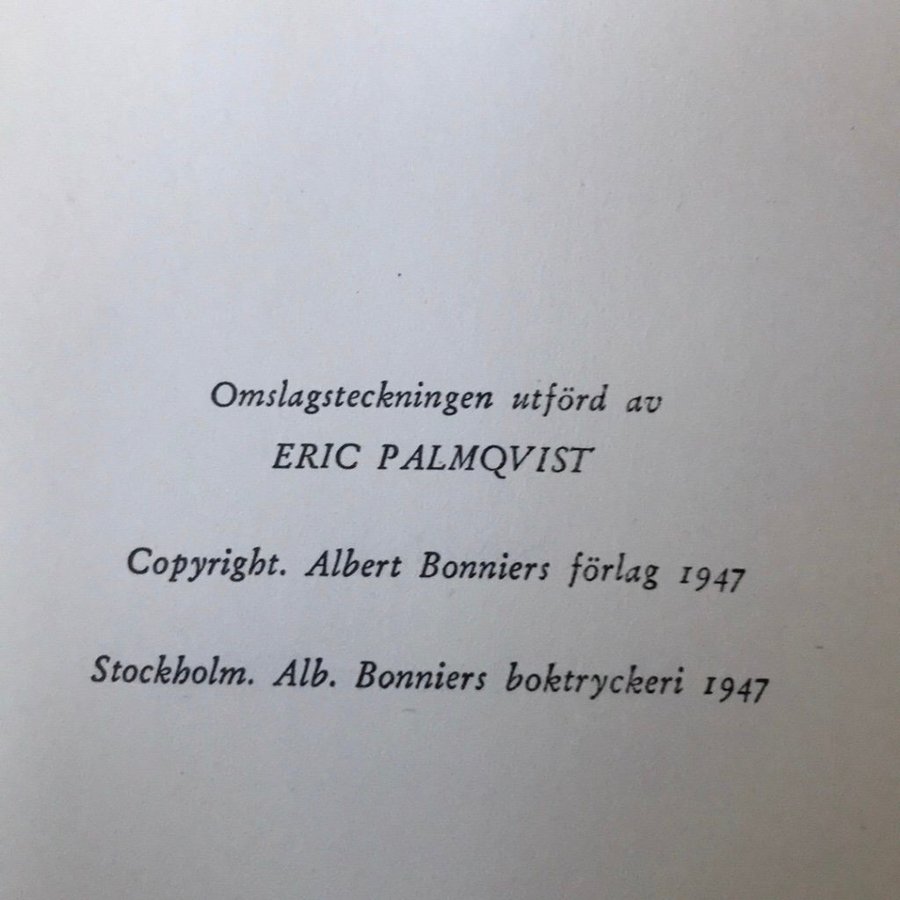 Omslagsteckningen utförd av
ERIC PALMQVIST
Copyright. Albert Bonniers förlag 1947
Stockholm. Alb. Bonniers boktryckeri 1947